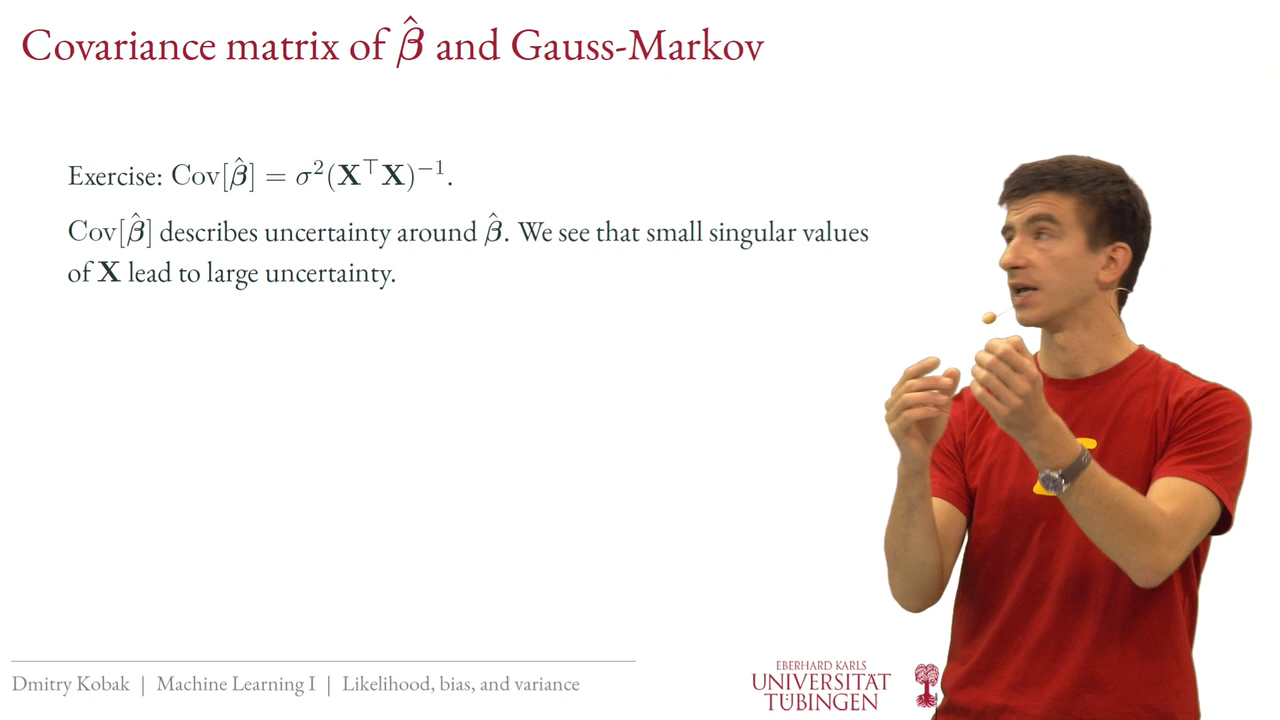 Covariance matrix of β̂ and Gauss-Markov
Exercise: Cov[β̂] = σ²(X⊤X)⁻¹.
Cov[β̂] describes uncertainty around β̂. We see that small singular values
of X lead to large uncertainty.
Dmitry Kobak | Machine Learning I | Likelihood, bias, and variance
EBERHARD KARLS
UNIVERSITÄT
TÜBINGEN